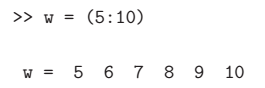 >> w = (5:10)
w = 5 6 7 8 9 10